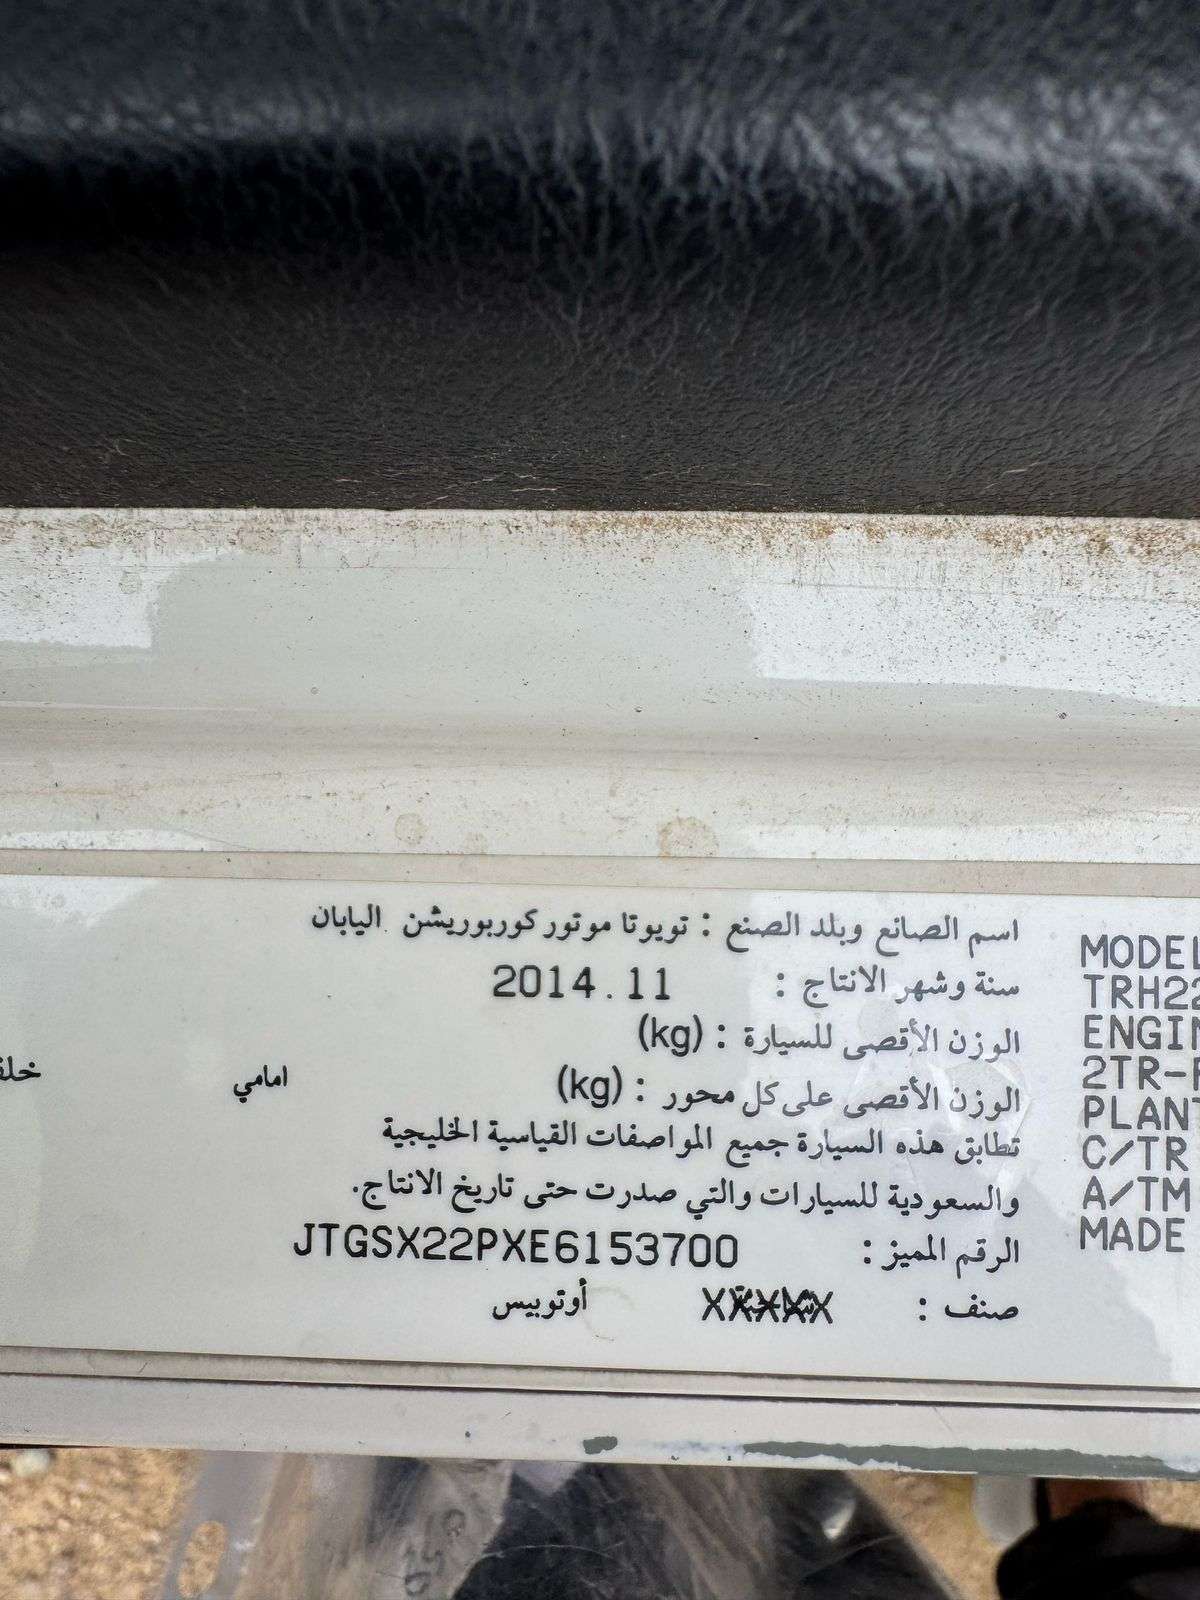 اسم الصانع وبلد الصنع : تويوتا موتور كوربوريشن اليابان
سنة وشهر الانتاج : 2014.11
الوزن الأقصى للسيارة : (kg)
الوزن الأقصى على كل محور : (kg) امامي
تطابق هذه السيارة جميع المواصفات القياسية الخليجية
والسعودية للسيارات والتي صدرت حتى تاريخ الانتاج.
الرقم المميز : JTGSX22PXE6153700
صنف : XXXXX أوتوبيس
MODEL
TRH22
ENGIN
2TR-F
PLANT
C/TR
A/TM
MADE